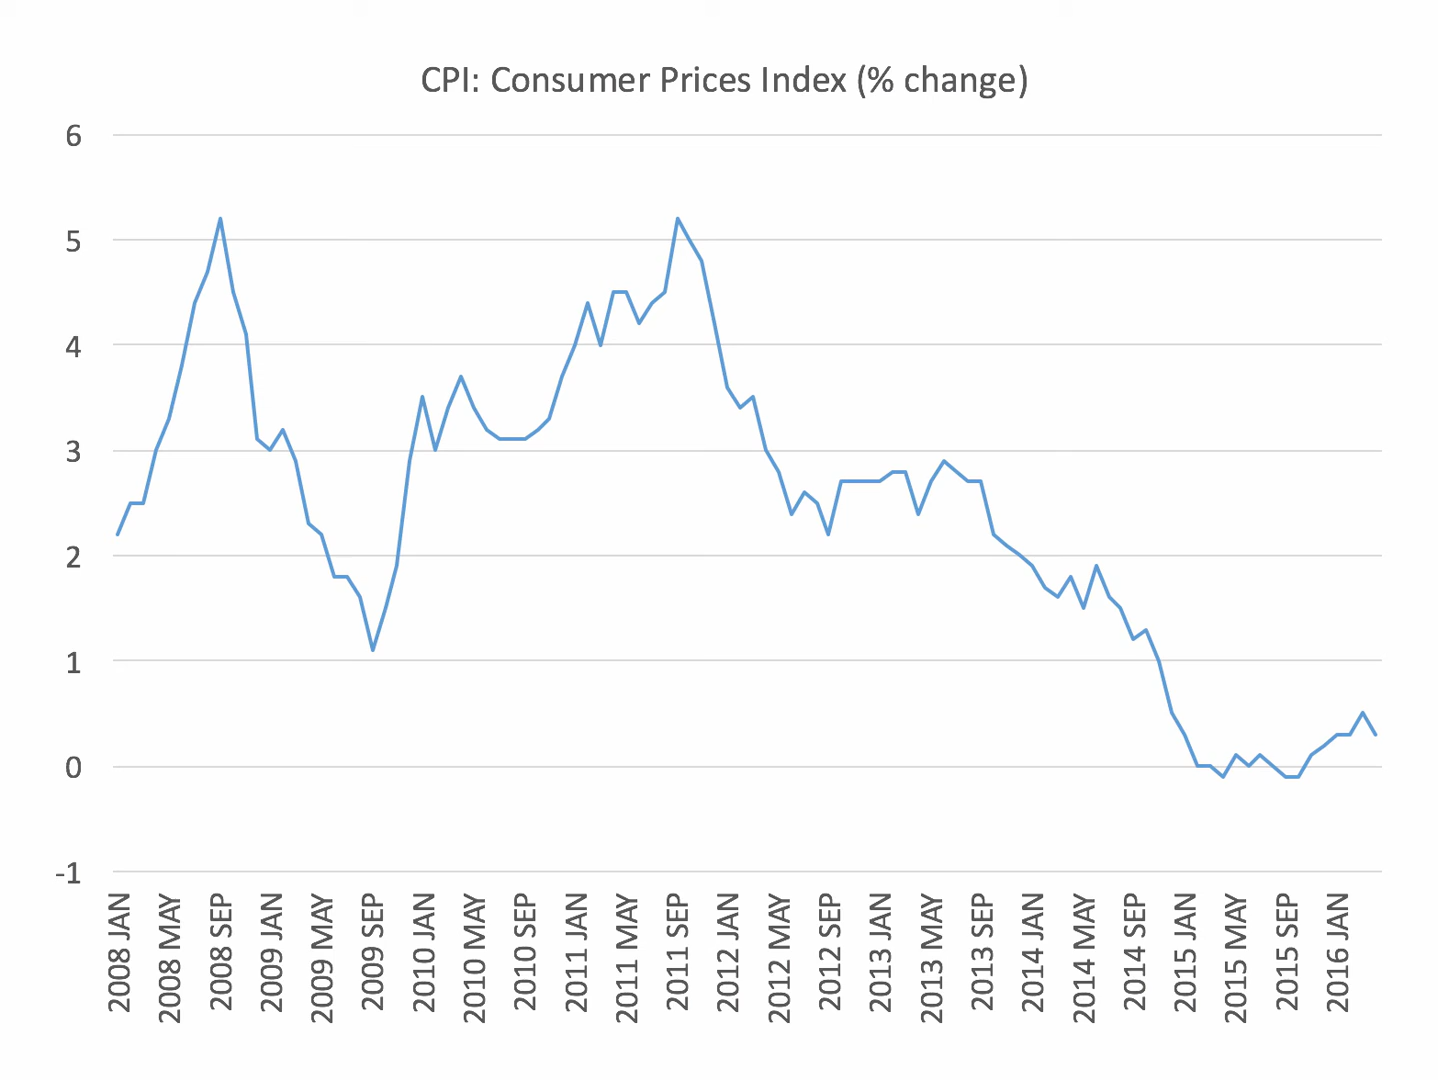 CPI: Consumer Prices Index (% change)
6
5
4
3
2
1
0
-1
2008 JAN
2008 MAY
2008 SEP
2009 JAN
2009 MAY
2009 SEP
2010 JAN
2010 MAY
2010 SEP
2011 JAN
2011 MAY
2011 SEP
2012 JAN
2012 MAY
2012 SEP
2013 JAN
2013 MAY
2013 SEP
2014 JAN
2014 MAY
2014 SEP
2015 JAN
2015 MAY
2015 SEP
2016 JAN